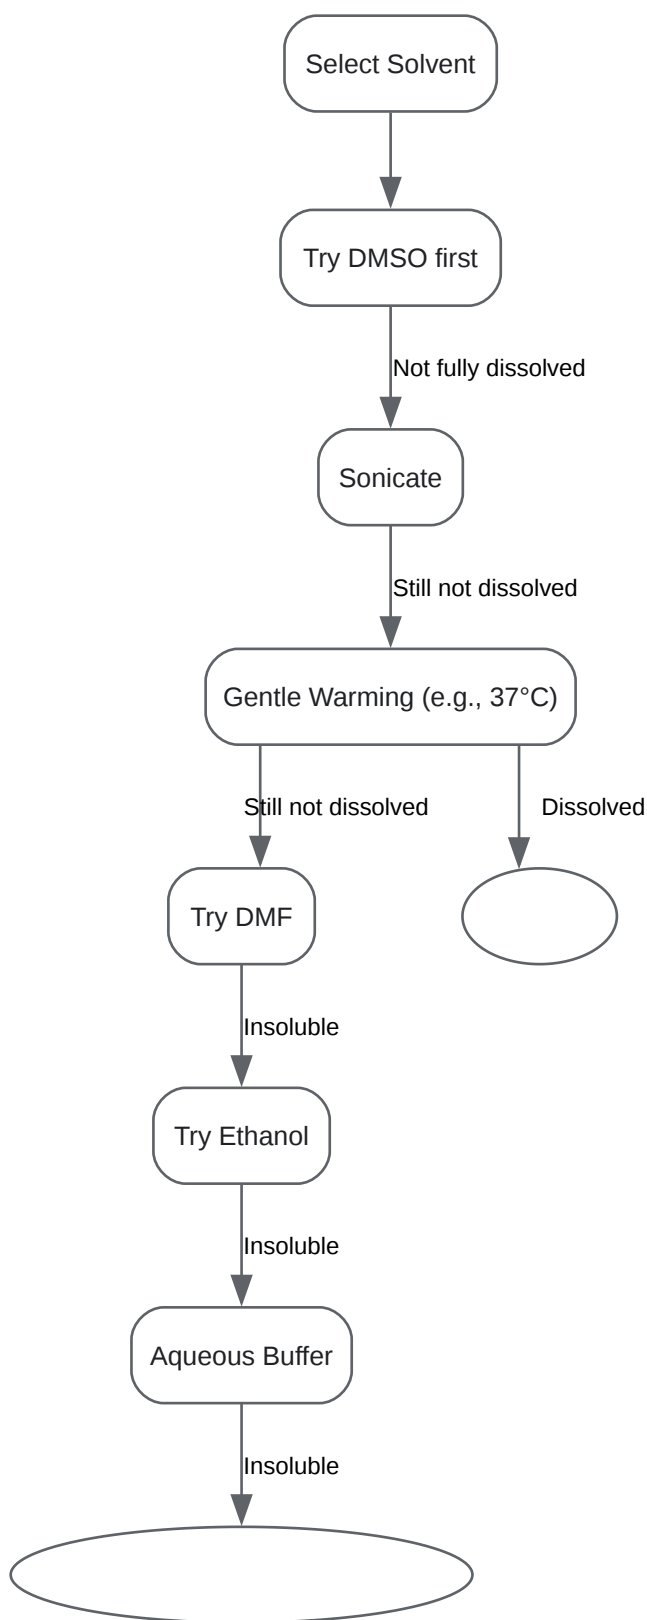 Select Solvent
Try DMSO first
Not fully dissolved
Sonicate
Still not dissolved
Gentle Warming (e.g., 37°C)
Still not dissolved
Dissolved
Try DMF
Insoluble
Try Ethanol
Insoluble
Aqueous Buffer
Insoluble